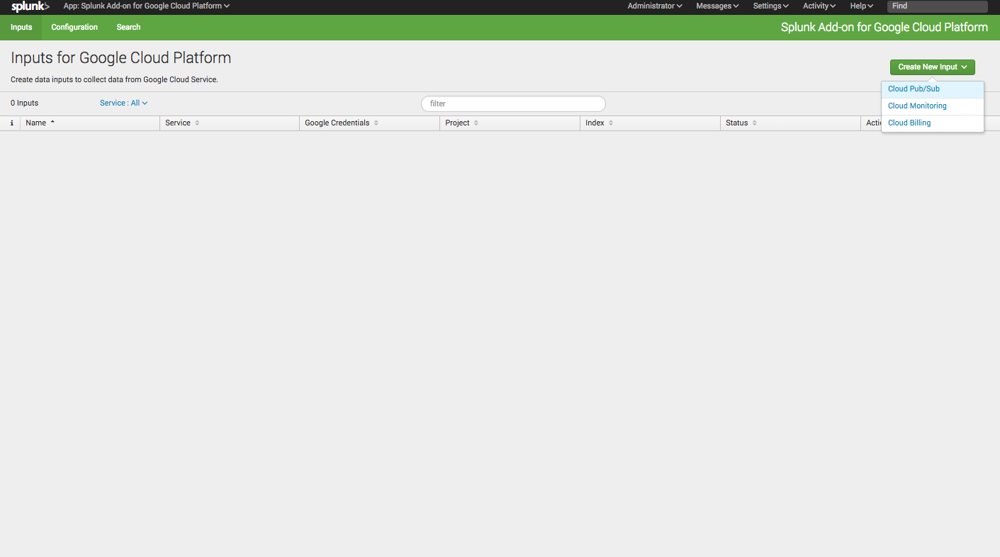 splunk> App: Splunk Add-on for Google Cloud Platform Administrator Messages Settings Activity Help Find
Inputs Configuration Search Splunk Add-on for Google Cloud Platform
Inputs for Google Cloud Platform
Create New Input
Create data inputs to collect data from Google Cloud Service.
Cloud Pub/Sub
0 Inputs Service : All filter
Cloud Monitoring
i Name Service Google Credentials Project Index Status
Cloud Billing